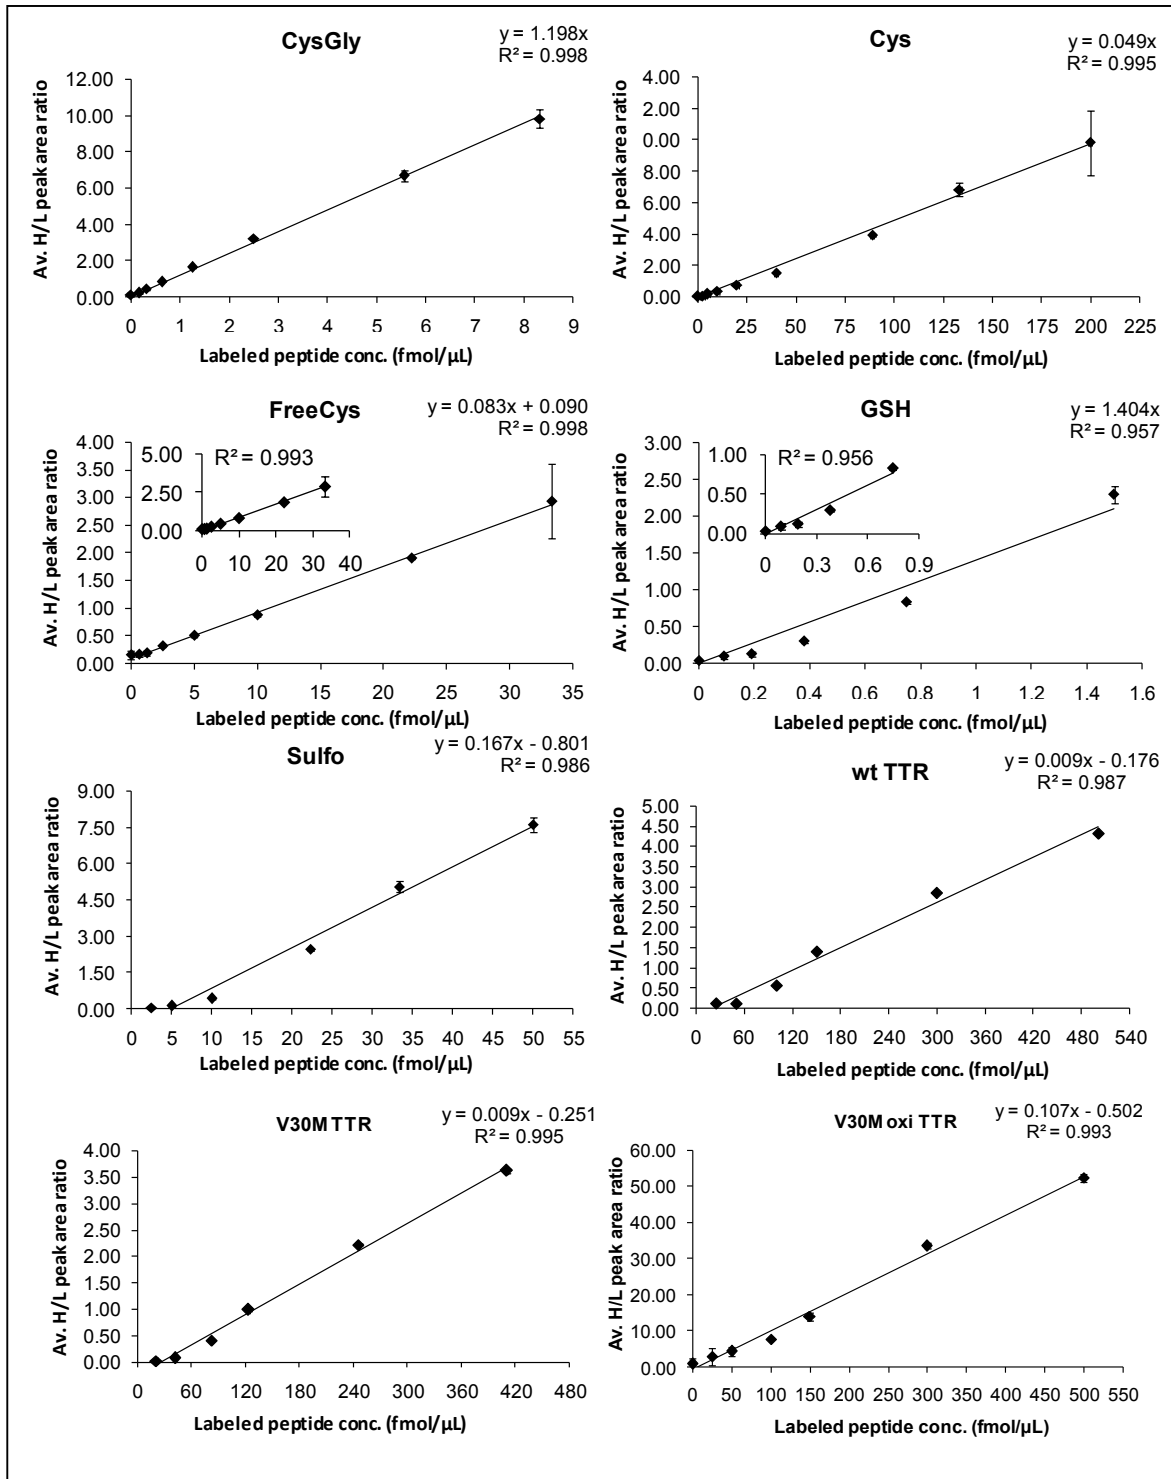 CysGly
y = 1.198x
R² = 0.998
Av. H/L peak area ratio
12.00
10.00
8.00
6.00
4.00
2.00
0.00
0 1 2 3 4 5 6 7 8 9
Labeled peptide conc. (fmol/µL)
Cys
y = 0.049x
R² = 0.995
Av. H/L peak area ratio
4.00
2.00
0.00
8.00
6.00
4.00
2.00
0.00
0 25 50 75 100 125 150 175 200 225
Labeled peptide conc. (fmol/µL)
FreeCys
y = 0.083x + 0.090
R² = 0.998
Av. H/L peak area ratio
4.00
3.50
3.00
2.50
2.00
1.50
1.00
0.50
0.00
0 5 10 15 20 25 30 35
R² = 0.993
5.00
2.50
0.00
0 10 20 30 40
Labeled peptide conc. (fmol/µL)
GSH
y = 1.404x
R² = 0.957
Av. H/L peak area ratio
3.00
2.50
2.00
1.50
1.00
0.50
0.00
0 0.2 0.4 0.6 0.8 1 1.2 1.4 1.6
R² = 0.956
1.00
0.50
0.00
0 0.3 0.6 0.9
Labeled peptide conc. (fmol/µL)
Sulfo
y = 0.167x - 0.801
R² = 0.986
Av. H/L peak area ratio
9.00
7.50
6.00
4.50
3.00
1.50
0.00
0 5 10 15 20 25 30 35 40 45 50 55
Labeled peptide conc. (fmol/µL)
wt TTR
y = 0.009x - 0.176
R² = 0.987
Av. H/L peak area ratio
5.00
4.50
4.00
3.50
3.00
2.50
2.00
1.50
1.00
0.50
0.00
0 60 120 180 240 300 360 420 480 540
Labeled peptide conc. (fmol/µL)
V30M TTR
y = 0.009x - 0.251
R² = 0.995
Av. H/L peak area ratio
4.00
3.50
3.00
2.50
2.00
1.50
1.00
0.50
0.00
0 60 120 180 240 300 360 420 480
Labeled peptide conc. (fmol/µL)
V30M oxi TTR
y = 0.107x - 0.502
R² = 0.993
Av. H/L peak area ratio
60.00
50.00
40.00
30.00
20.00
10.00
0.00
0 50 100 150 200 250 300 350 400 450 500 550
Labeled peptide conc. (fmol/µL)